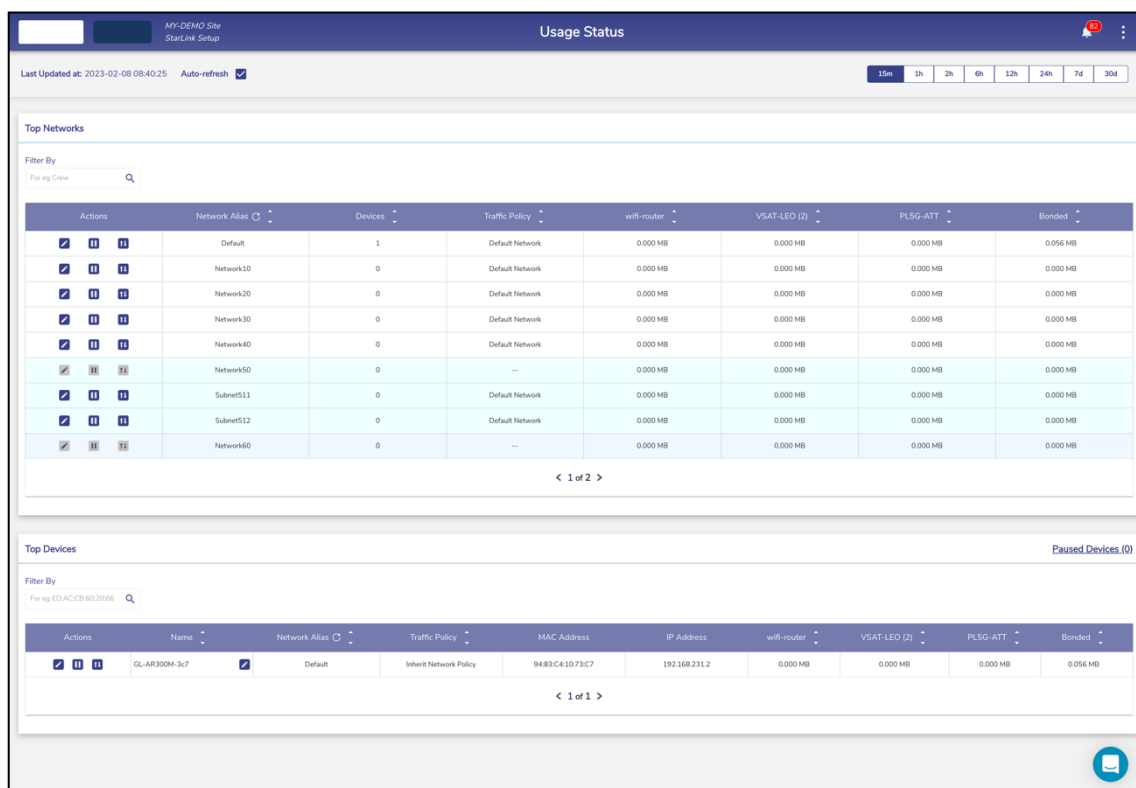 MY-DEMO Site
StarLink Setup
Usage Status
82
Last Updated at: 2023-02-08 08:40:25 Auto-refresh
15m 1h 2h 6h 12h 24h 7d 30d
Top Networks
Filter By
For eg Crew
Actions Network Alias Devices Traffic Policy wifi-router VSAT-LEO (2) PL5G-ATT Bonded
Default 1 Default Network 0.000 MB 0.000 MB 0.000 MB 0.056 MB
Network10 0 Default Network 0.000 MB 0.000 MB 0.000 MB 0.000 MB
Network20 0 Default Network 0.000 MB 0.000 MB 0.000 MB 0.000 MB
Network30 0 Default Network 0.000 MB 0.000 MB 0.000 MB 0.000 MB
Network40 0 Default Network 0.000 MB 0.000 MB 0.000 MB 0.000 MB
Network50 0 -- 0.000 MB 0.000 MB 0.000 MB 0.000 MB
Subnet511 0 Default Network 0.000 MB 0.000 MB 0.000 MB 0.000 MB
Subnet512 0 Default Network 0.000 MB 0.000 MB 0.000 MB 0.000 MB
Network60 0 -- 0.000 MB 0.000 MB 0.000 MB 0.000 MB
< 1 of 2 >
Top Devices Paused Devices (0)
Filter By
For eg ED:AC:CB:60:20:66
Actions Name Network Alias Traffic Policy MAC Address IP Address wifi-router VSAT-LEO (2) PL5G-ATT Bonded
GL-AR300M-3c7 Default Inherit Network Policy 94:83:C4:10:73:C7 192.168.231.2 0.000 MB 0.000 MB 0.000 MB 0.056 MB
< 1 of 1 >